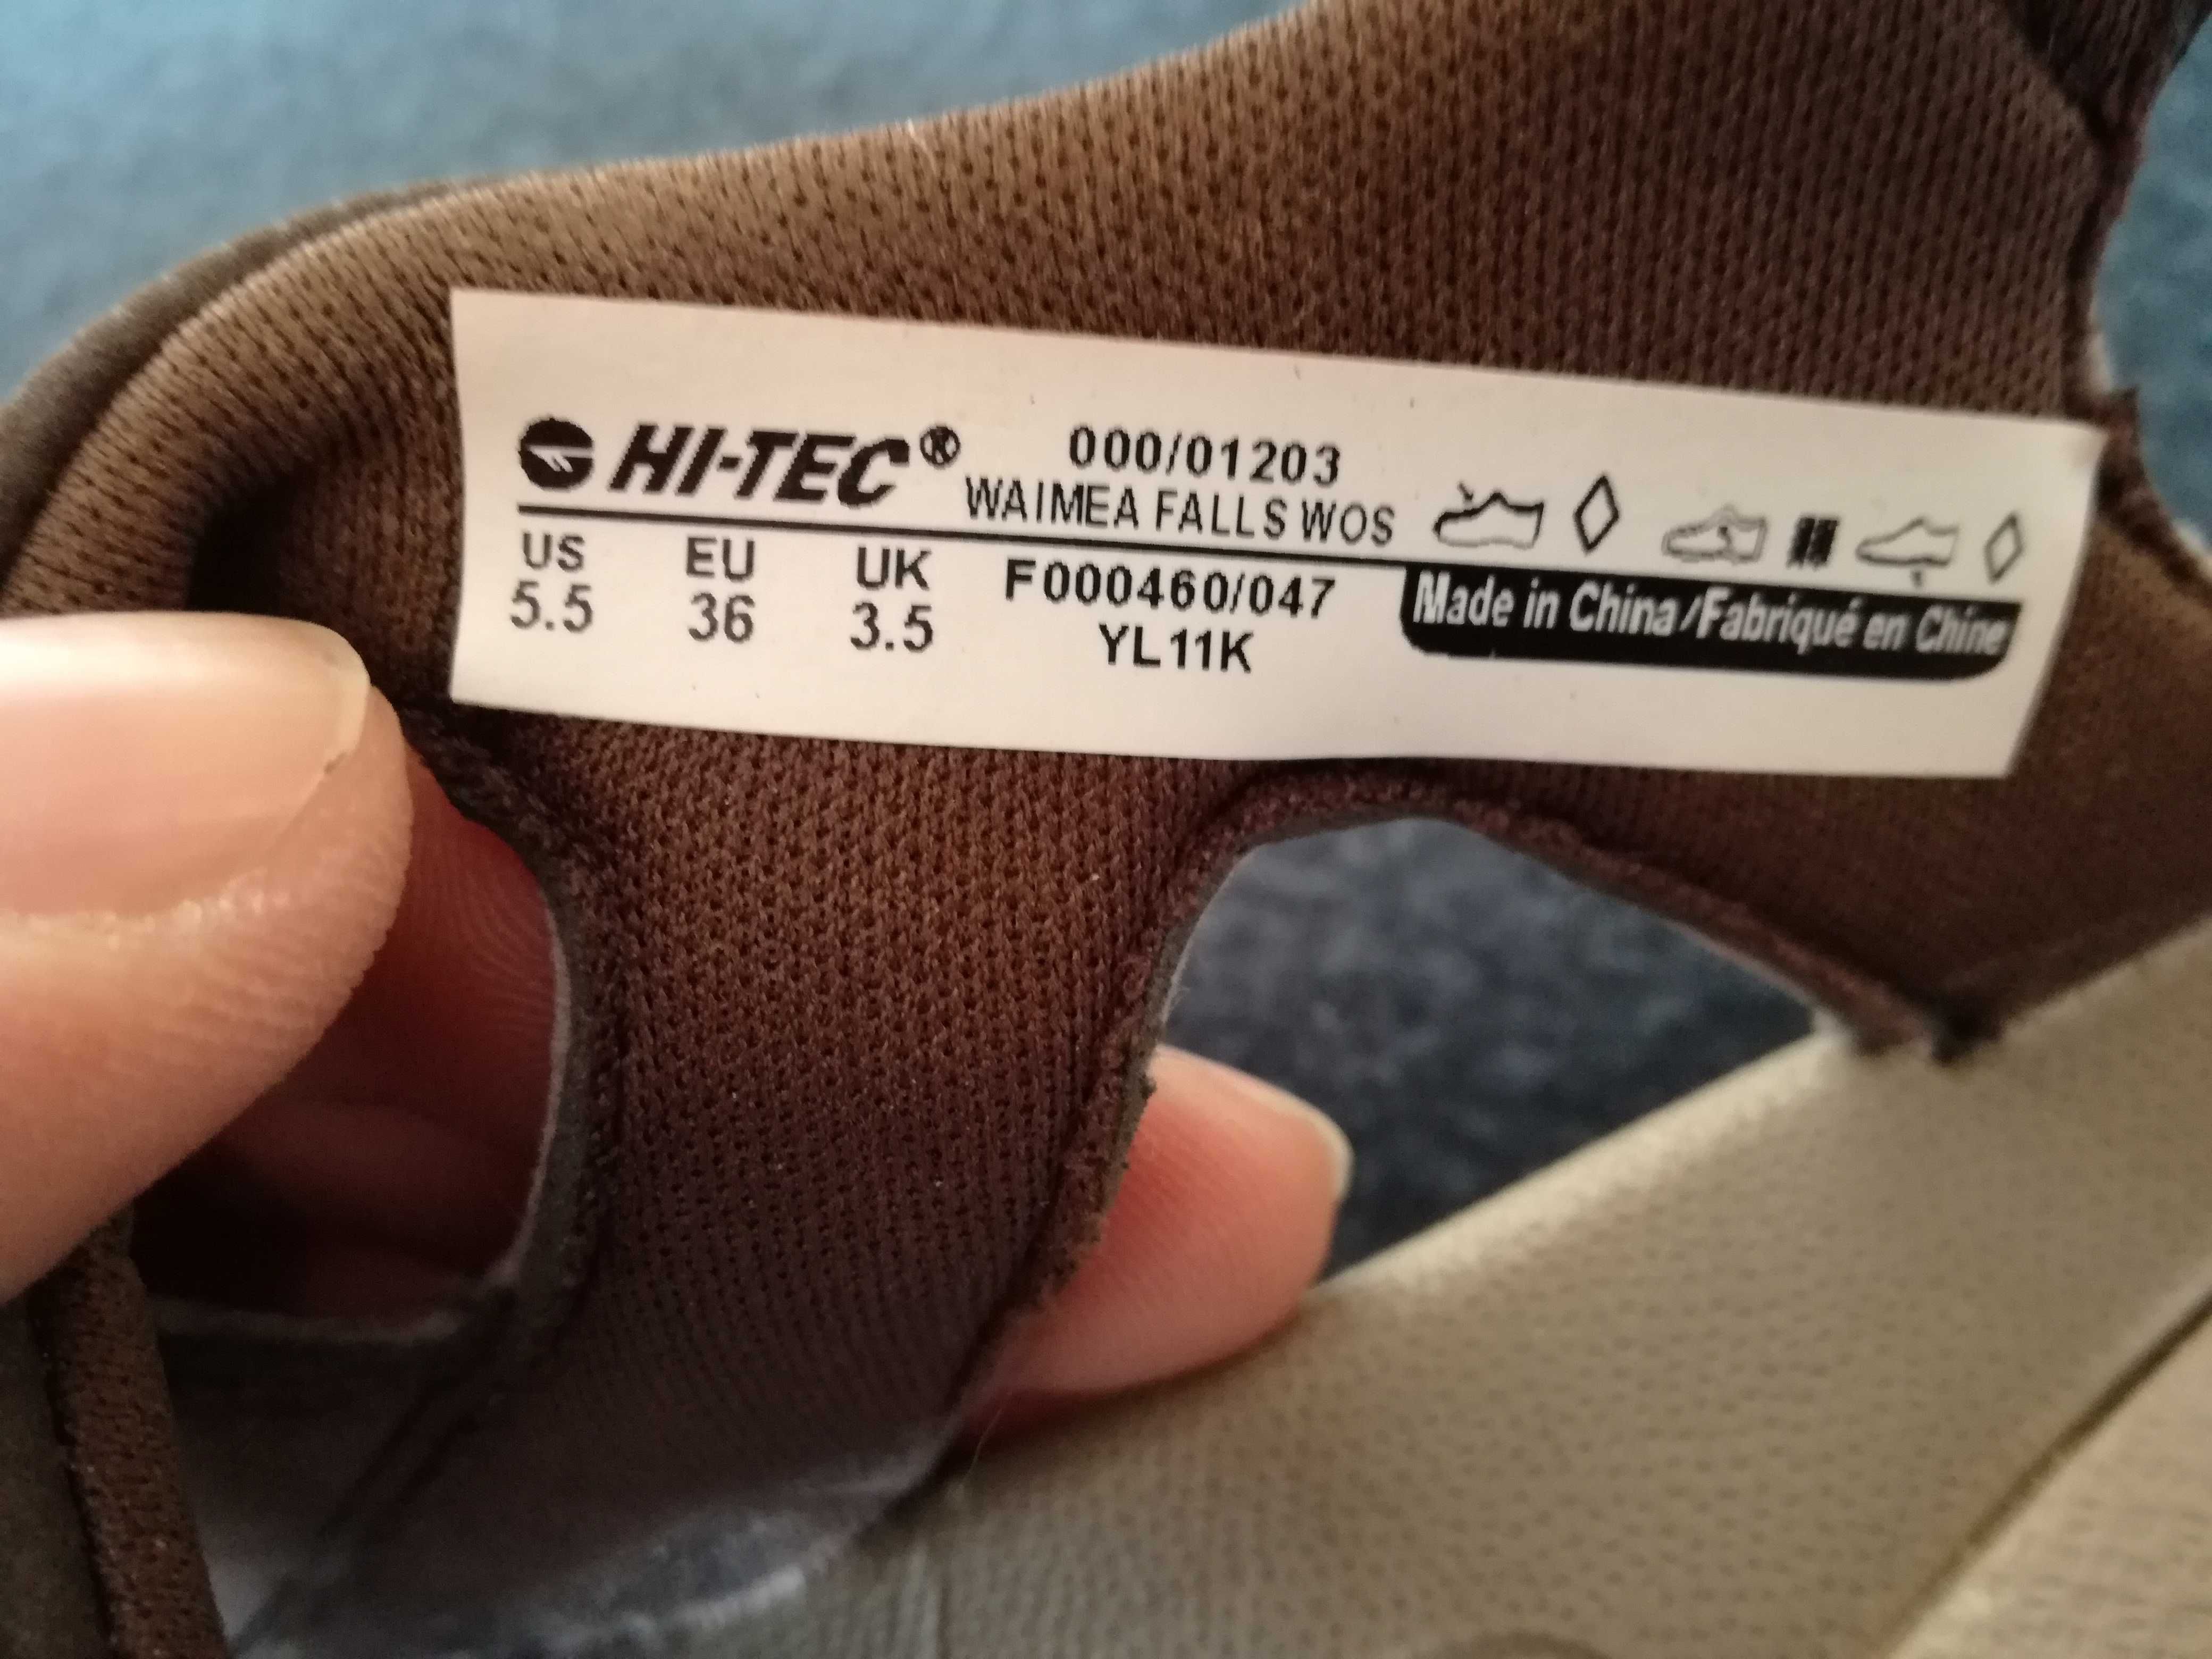 HI-TEC®
000/01203
WAIMEA FALLS WOS
US EU UK
5.5 36 3.5
F000460/047
YL11K
Made in China/Fabriqué en Chine